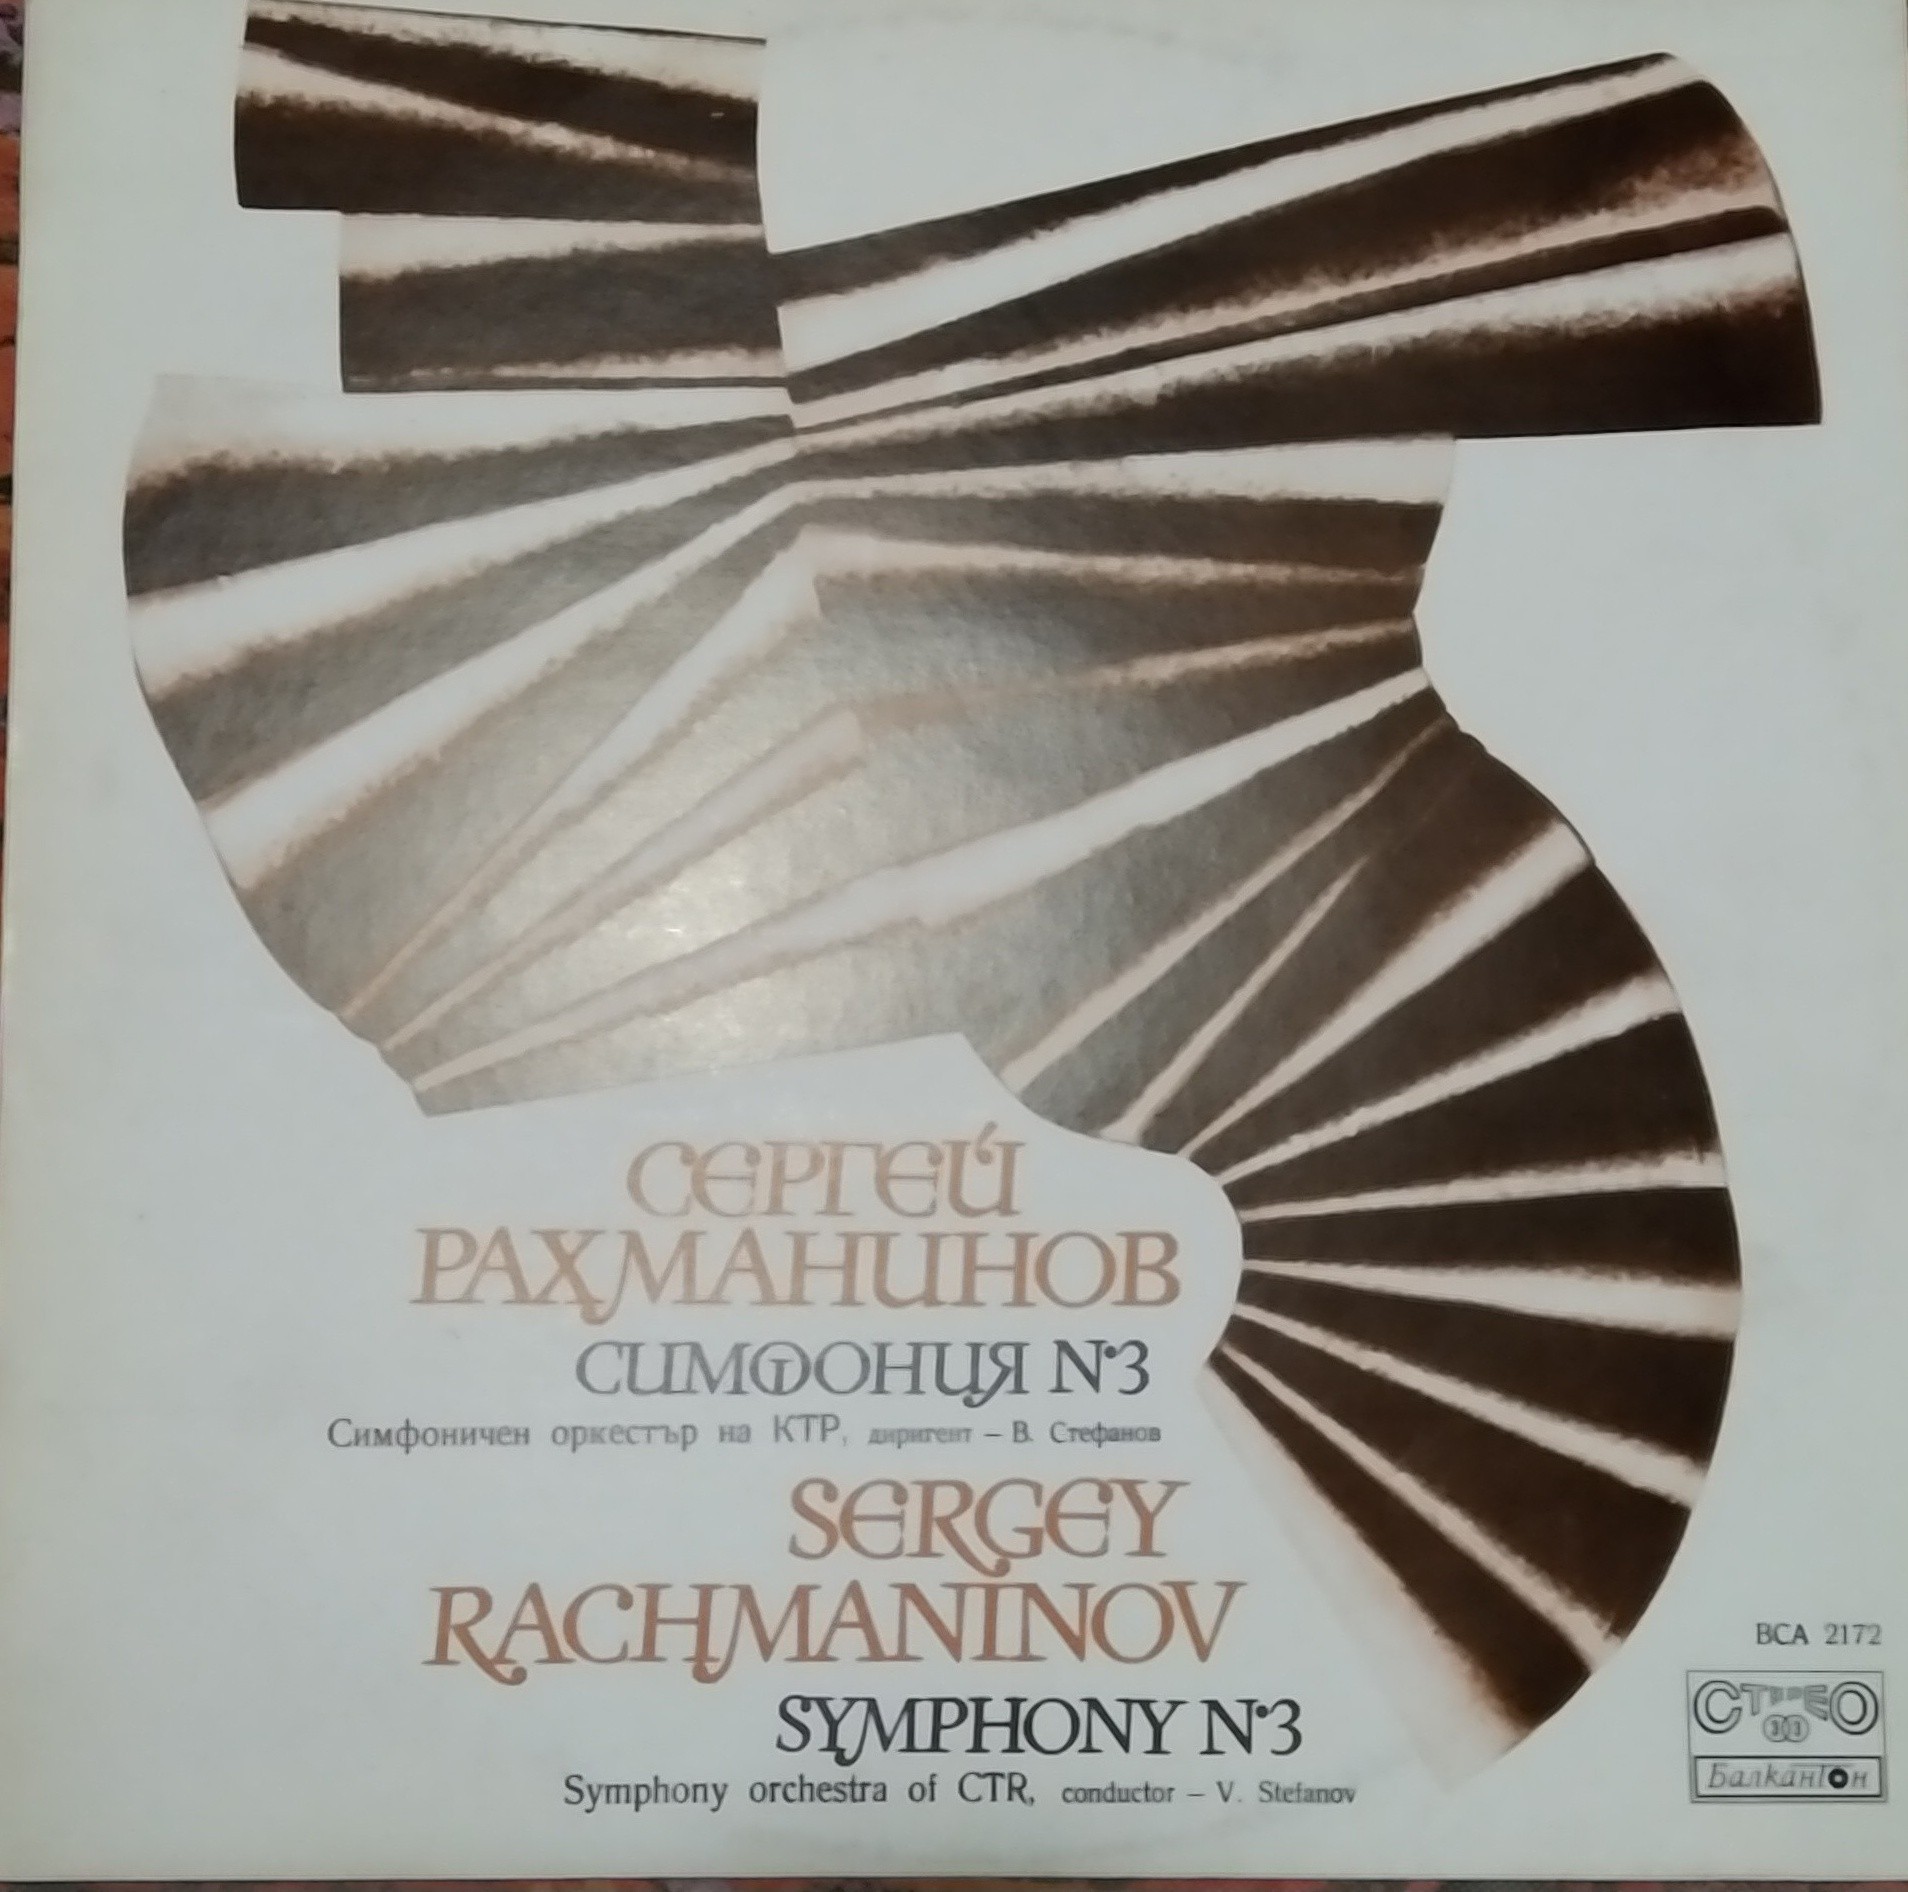 СЕРГЕЙ
РАХМАНИНОВ
СИМФОНИЯ №3
Симфоничен оркестър на КТР, диригент – В. Стефанов
SERGEY
RACHMANINOV
SYMPHONY №3
Symphony orchestra of CTR, conductor – V. Stefanov
ВСА 2172
СТЕРЕО
33
Балкантон